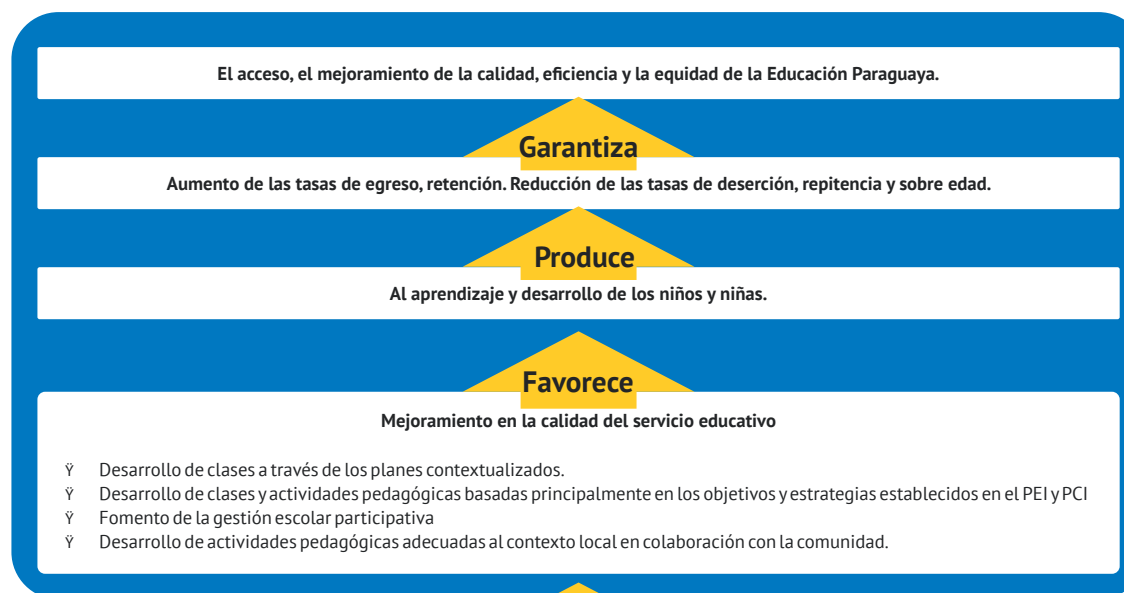 El acceso, el mejoramiento de la calidad, eficiencia y la equidad de la Educación Paraguaya.
Garantiza
Aumento de las tasas de egreso, retención. Reducción de las tasas de deserción, repitencia y sobre edad.
Produce
Al aprendizaje y desarrollo de los niños y niñas.
Favorece
Mejoramiento en la calidad del servicio educativo
Ÿ Desarrollo de clases a través de los planes contextualizados.
Ÿ Desarrollo de clases y actividades pedagógicas basadas principalmente en los objetivos y estrategias establecidos en el PEI y PCI
Ÿ Fomento de la gestión escolar participativa
Ÿ Desarrollo de actividades pedagógicas adecuadas al contexto local en colaboración con la comunidad.